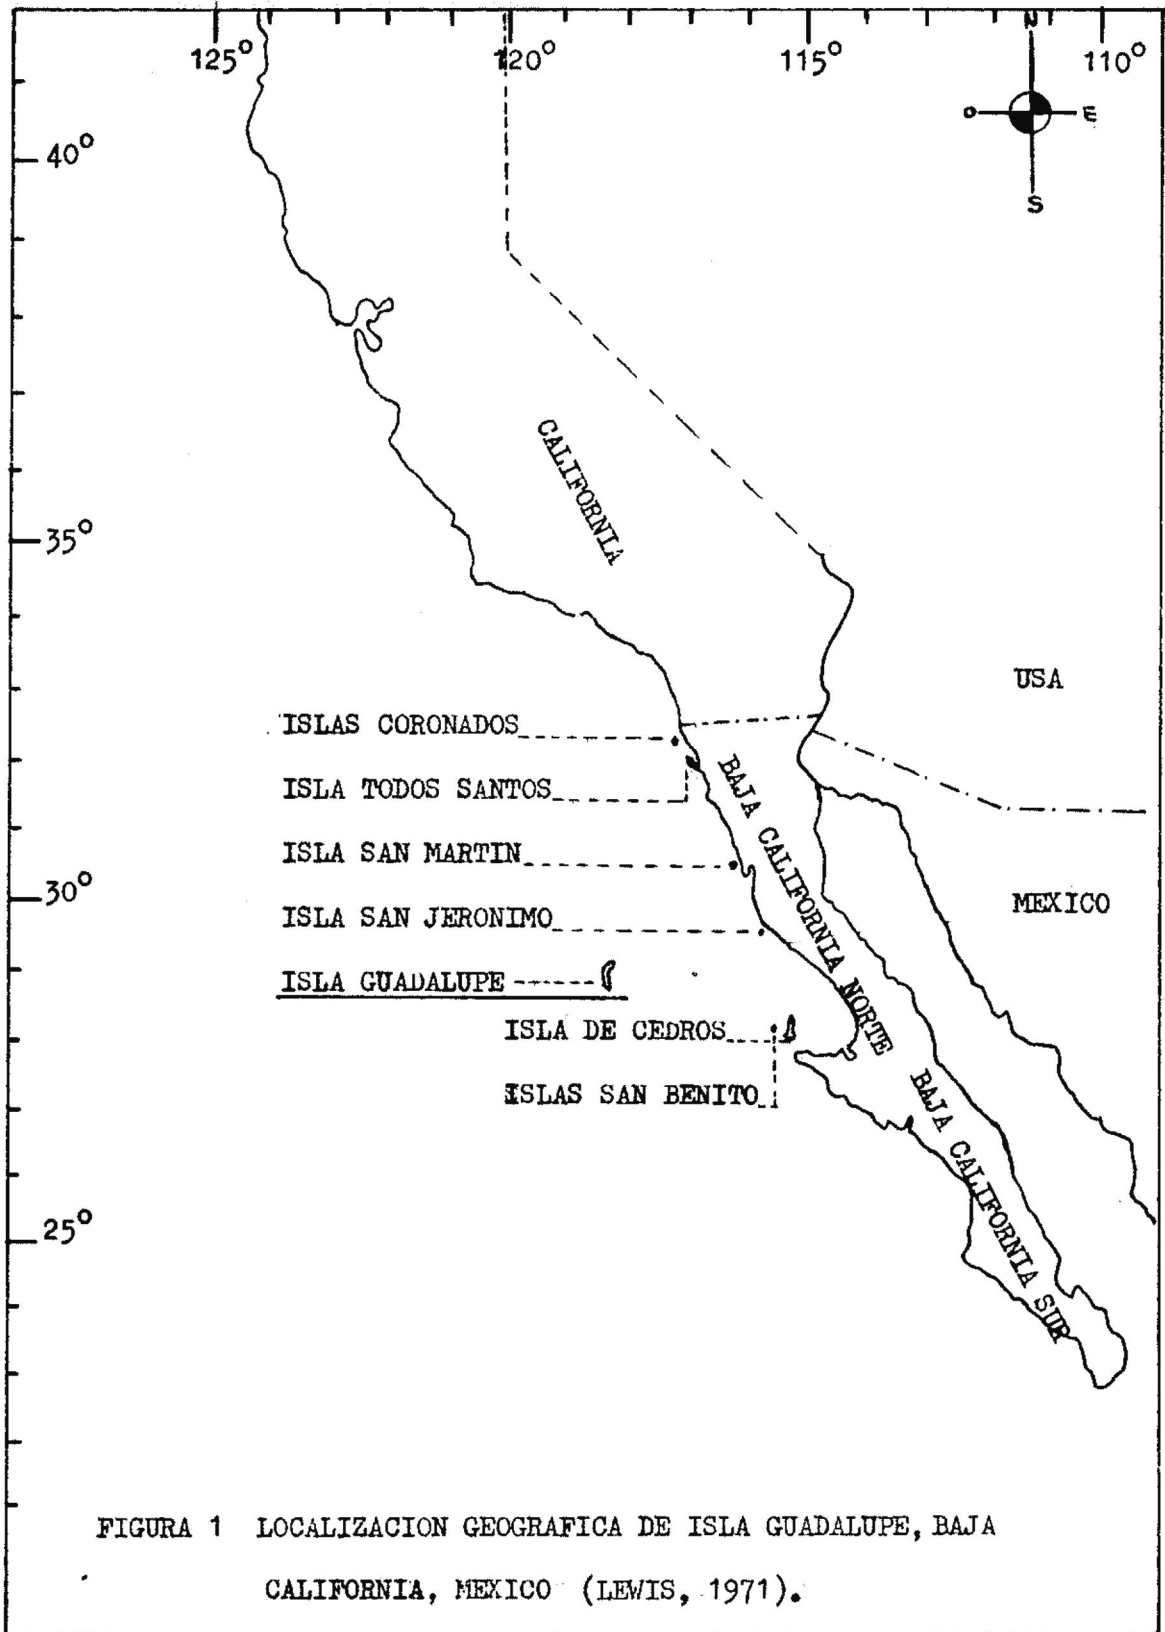 125° 120° 115° 110°
N
O E
S
40°
CALIFORNIA
35°
USA
ISLAS CORONADOS
ISLA TODOS SANTOS
BAJA CALIFORNIA NORTE
ISLA SAN MARTIN
30°
MEXICO
ISLA SAN JERONIMO
ISLA GUADALUPE
ISLA DE CEDROS
ISLAS SAN BENITO
BAJA CALIFORNIA SUR
25°
FIGURA 1 LOCALIZACION GEOGRAFICA DE ISLA GUADALUPE, BAJA
CALIFORNIA, MEXICO (LEWIS, 1971).